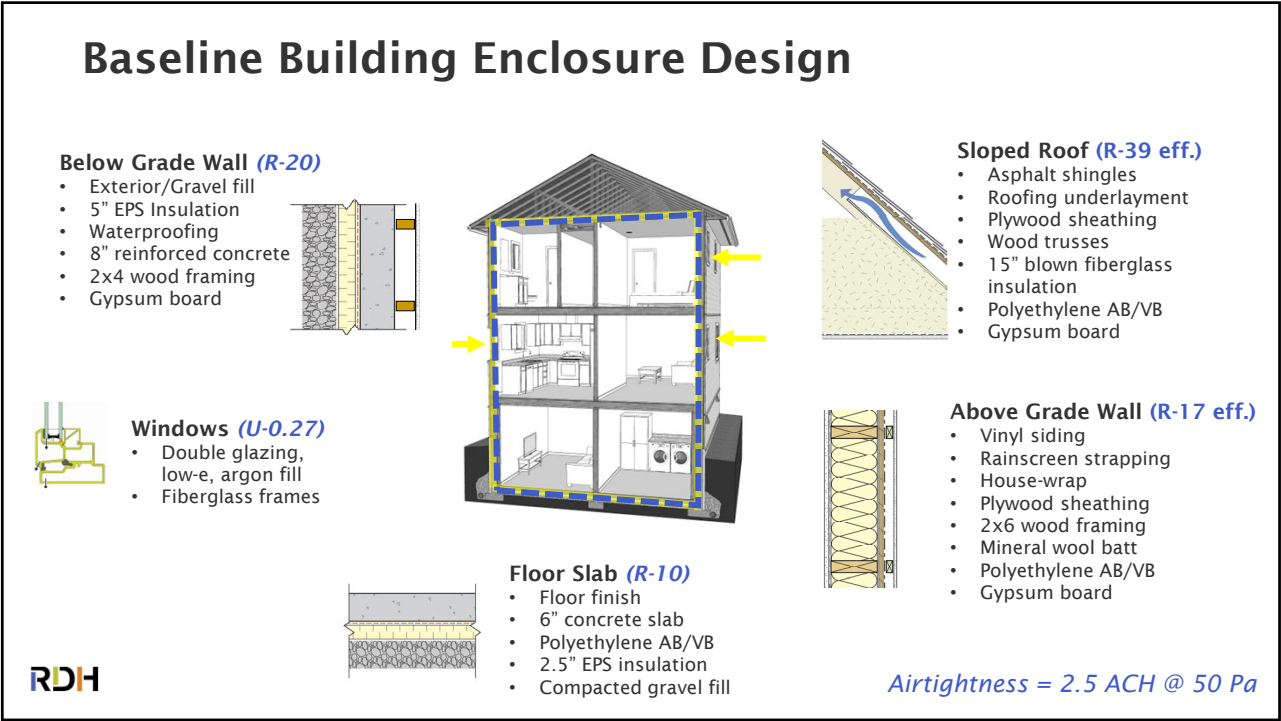 Baseline Building Enclosure Design
Below Grade Wall (R-20)
• Exterior/Gravel fill
• 5” EPS Insulation
• Waterproofing
• 8” reinforced concrete
• 2x4 wood framing
• Gypsum board
Sloped Roof (R-39 eff.)
• Asphalt shingles
• Roofing underlayment
• Plywood sheathing
• Wood trusses
• 15” blown fiberglass
insulation
• Polyethylene AB/VB
• Gypsum board
Windows (U-0.27)
• Double glazing,
low-e, argon fill
• Fiberglass frames
Above Grade Wall (R-17 eff.)
• Vinyl siding
• Rainscreen strapping
• House-wrap
• Plywood sheathing
• 2x6 wood framing
• Mineral wool batt
• Polyethylene AB/VB
• Gypsum board
Floor Slab (R-10)
• Floor finish
• 6” concrete slab
• Polyethylene AB/VB
• 2.5” EPS insulation
• Compacted gravel fill
RDH
Airtightness = 2.5 ACH @ 50 Pa